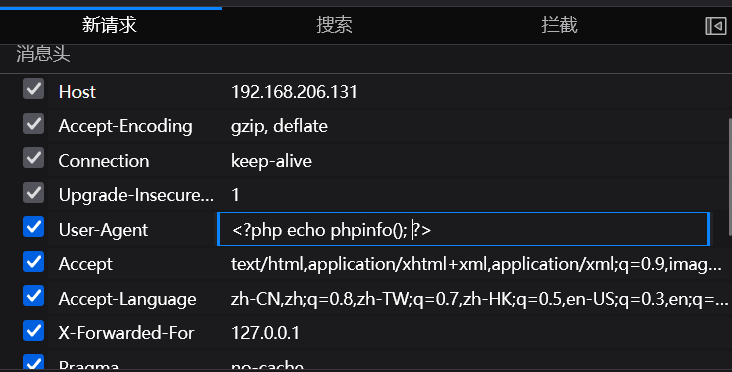 新请求 搜索 拦截
消息头
Host 192.168.206.131
Accept-Encoding gzip, deflate
Connection keep-alive
Upgrade-Insecure... 1
User-Agent <?php echo phpinfo(); ?>
Accept text/html,application/xhtml+xml,application/xml;q=0.9,imag...
Accept-Language zh-CN,zh;q=0.8,zh-TW;q=0.7,zh-HK;q=0.5,en-US;q=0.3,en;q=...
X-Forwarded-For 127.0.0.1
Pragma no-cache